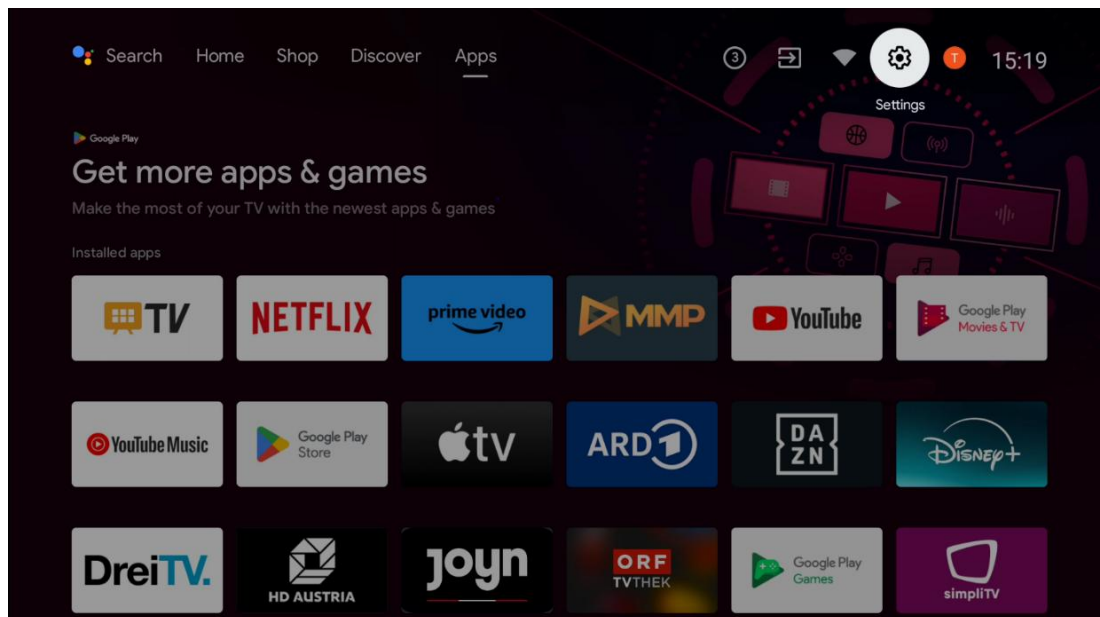 Search Home Shop Discover Apps 3 T 15:19
Settings
Google Play
Get more apps & games
Make the most of your TV with the newest apps & games
Installed apps
TV NETFLIX prime video MMP YouTube Google Play
Movies & TV
YouTube Music Google Play
Store tv ARD 1 DA
ZN Disney+
DreiTV. HD AUSTRIA joyn ORF
TVTHEK Google Play
Games simpliTV